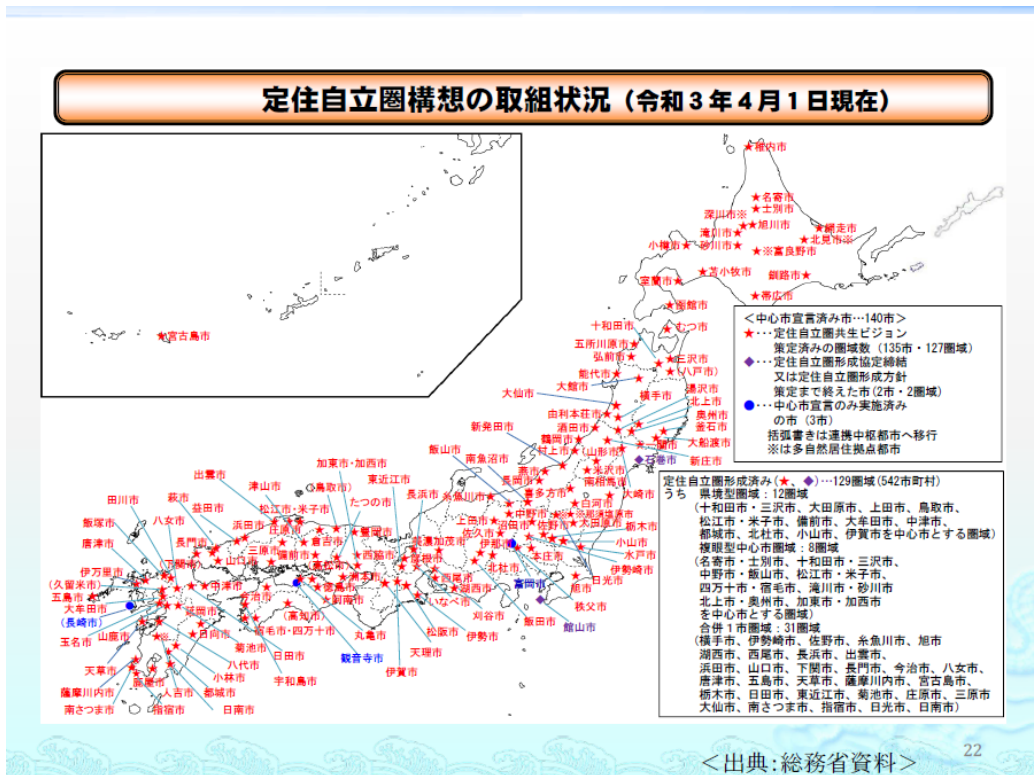 定住自立圏構想の取組状況（令和３年４月１日現在）
★稚内市
★名寄市
★士別市
深川市※
★旭川市
★網走市
滝川市★
★北見市※
小樽市★
砂川市★
★※富良野市
★苫小牧市
釧路市★
室蘭市★
★帯広市
★函館市
★宮古島市
＜中心市宣言済み市…140市＞
★･･･定住自立圏共生ビジョン
策定済みの圏域数（135市・127圏域）
◆･･･定住自立圏形成協定締結
又は定住自立圏形成方針
策定まで終えた市(2市・2圏域)
●･･･中心市宣言のみ実施済み
の市（3市）
括弧書きは連携中枢都市へ移行
※は多自然居住拠点都市
十和田市
★むつ市
五所川原市
弘前市
★三沢市
(八戸市)
能代市
大館市
大仙市
横手市
湯沢市
北上市
由利本荘市
奥州市
新発田市
酒田市
釜石市
鶴岡市
一関市
大船渡市
飯山市
南魚沼市
村上市
(山形市)
◆石巻市
新庄市
燕市
★米沢市
長岡市
南相馬市
加東市・加西市
東近江市
喜多方市
大崎市
出雲市
津山市
(鳥取市)
たつの市
長浜市
糸魚川市
★白河市
萩市
田川市
益田市
松江市・米子市
★中野市
※那須塩原市
飯塚市
八女市
浜田市
庄原市
倉吉市
豊岡市
上田市
沼田市
佐野市
大田原市
栃木市
唐津市
長門市
三原市
備前市
西脇市
美濃加茂市
佐久市
小山市
(下関市)
山口市
彦根市
伊那市
本庄市
水戸市
伊万里市
北杜市
伊勢崎市
(久留米市)
中津市
今治市
徳島市
西尾市
富岡市
日光市
五島市
阿南市
湖西市
旭市
大牟田市
延岡市
(高知市)
いなべ市
秩父市
(長崎市)
宿毛市・四万十市
刈谷市
飯田市
玉名市
山鹿市
日向市
丸亀市
松阪市
伊勢市
館山市
菊池市
天理市
八代市
日田市
観音寺市
天草市
小林市
宇和島市
伊賀市
鹿屋市
薩摩川内市
人吉市
都城市
南さつま市
指宿市
日南市
定住自立圏形成済み(★、◆)…129圏域(542市町村)
うち　県境型圏域：12圏域
(十和田市・三沢市、大田原市、上田市、鳥取市、
松江市・米子市、備前市、大牟田市、中津市、
都城市、北杜市、小山市、伊賀市を中心市とする圏域)
複眼型中心市圏域：8圏域
(名寄市・士別市、十和田市・三沢市、
中野市・飯山市、松江市・米子市、
四万十市・宿毛市、滝川市・砂川市
北上市・奥州市、加東市・加西市
を中心市とする圏域)
合併１市圏域：31圏域
(横手市、伊勢崎市、佐野市、糸魚川市、旭市
湖西市、西尾市、長浜市、出雲市、
浜田市、山口市、下関市、長門市、今治市、八女市、
唐津市、五島市、天草市、薩摩川内市、宮古島市、
栃木市、日田市、東近江市、菊池市、庄原市、三原市
大仙市、南さつま市、指宿市、日光市、日南市)
＜出典:総務省資料＞
22